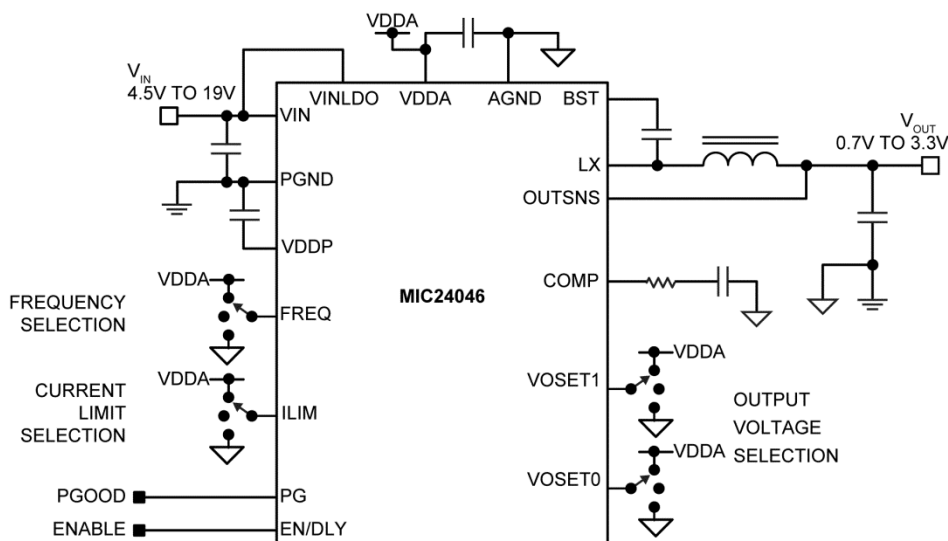 VDDA
V_IN
4.5V TO 19V
VINLDO
VDDA
AGND
BST
VIN
V_OUT
0.7V TO 3.3V
LX
PGND
OUTSNS
VDDP
COMP
VDDA
MIC24046
FREQUENCY
SELECTION
FREQ
VDDA
CURRENT
LIMIT
SELECTION
ILIM
VDDA
VOSET1
OUTPUT
VOLTAGE
SELECTION
VDDA
VOSET0
PGOOD
PG
ENABLE
EN/DLY